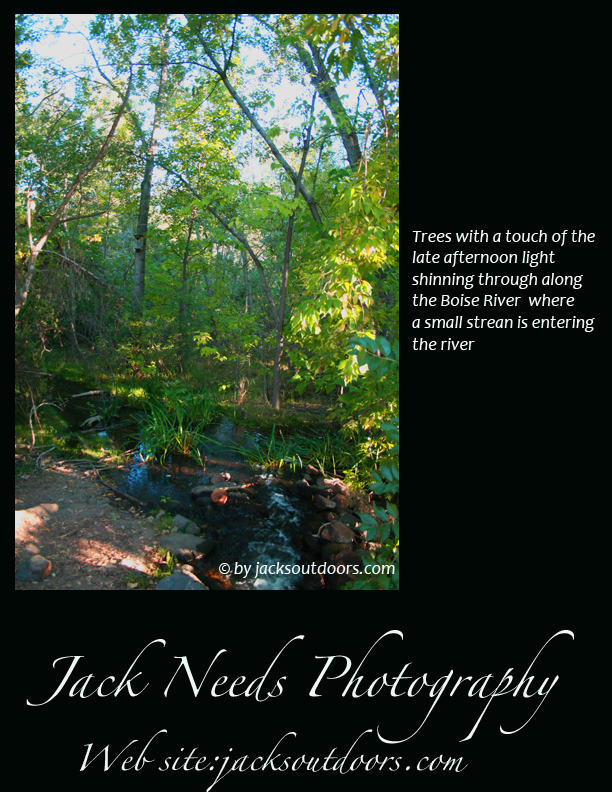 Trees with a touch of the
late afternoon light
shinning through along
the Boise River  where
a small strean is entering
the river
© by jacksoutdoors.com
Jack Needs Photography
Web site:jacksoutdoors.com